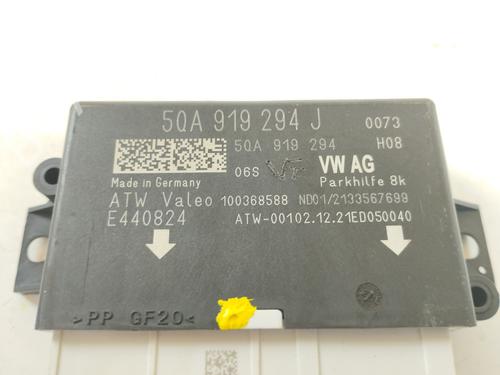 5QA 919 294 J 0073
5QA 919 294 H08
06S VW AG
Made in Germany Parkhilfe 8k
ATW Valeo 100368588 ND01/2133567699
E440824 ATW-00102.12.21ED050040
>PP GF20<